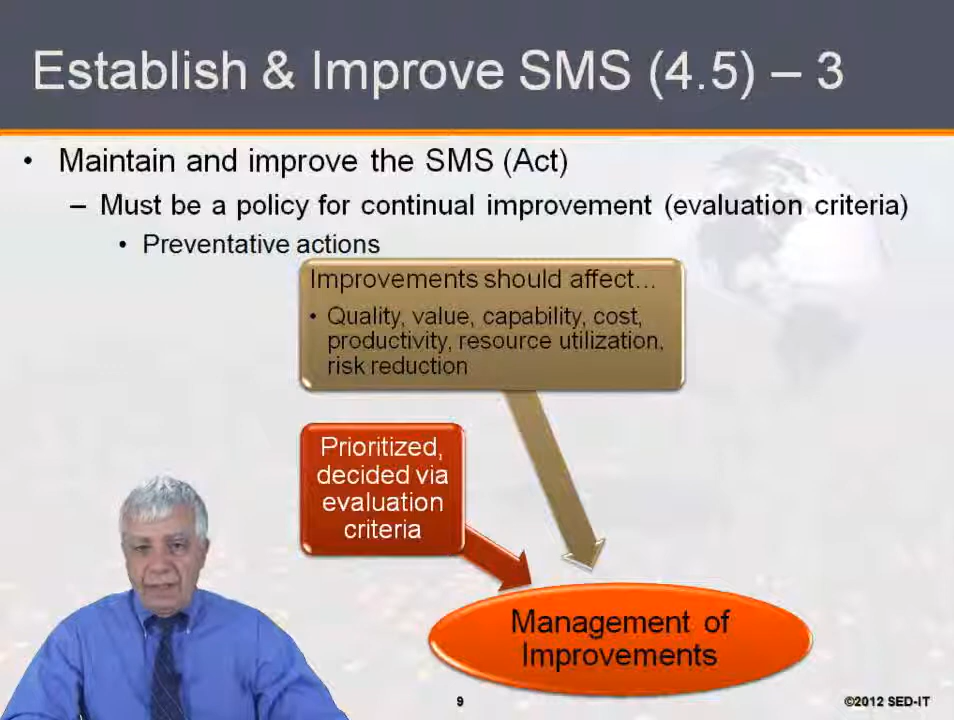 Establish & Improve SMS (4.5) – 3
• Maintain and improve the SMS (Act)
– Must be a policy for continual improvement (evaluation criteria)
• Preventative actions
Improvements should affect...
• Quality, value, capability, cost,
productivity, resource utilization,
risk reduction
Prioritized,
decided via
evaluation
criteria
Management of
Improvements
9
©2012 SED-IT